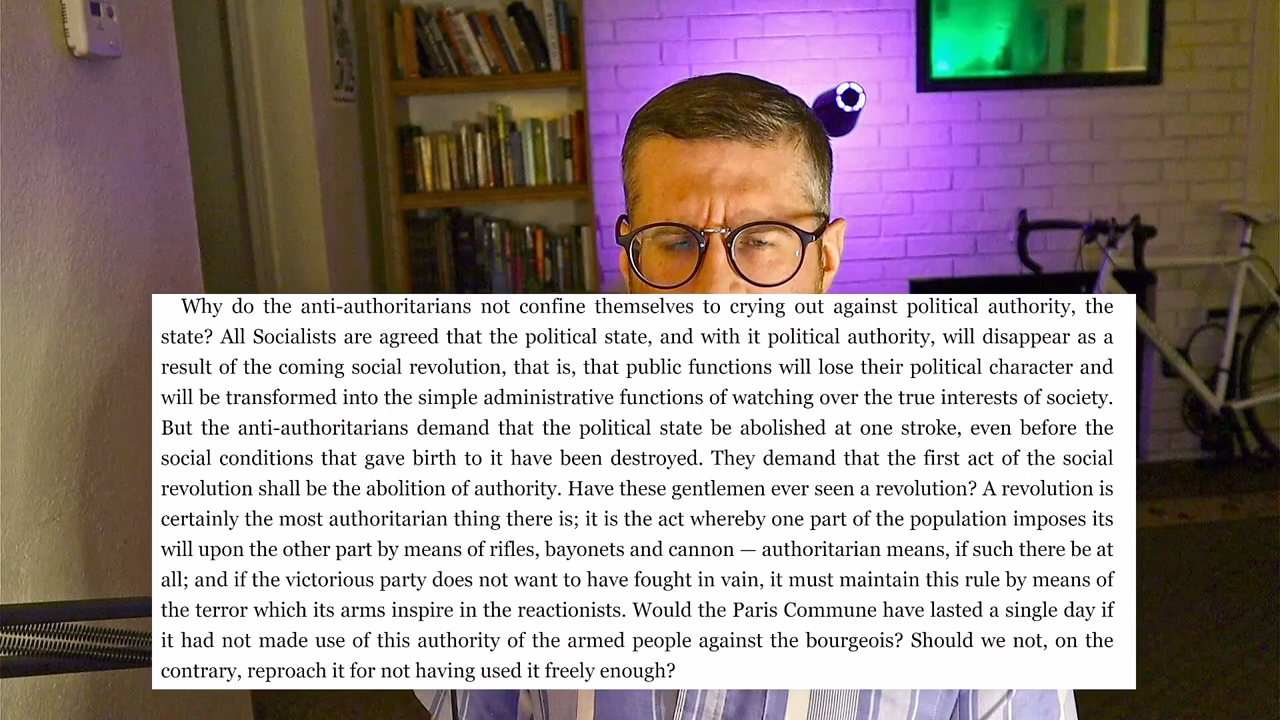 Why do the anti-authoritarians not confine themselves to crying out against political authority, the
state? All Socialists are agreed that the political state, and with it political authority, will disappear as a
result of the coming social revolution, that is, that public functions will lose their political character and
will be transformed into the simple administrative functions of watching over the true interests of society.
But the anti-authoritarians demand that the political state be abolished at one stroke, even before the
social conditions that gave birth to it have been destroyed. They demand that the first act of the social
revolution shall be the abolition of authority. Have these gentlemen ever seen a revolution? A revolution is
certainly the most authoritarian thing there is; it is the act whereby one part of the population imposes its
will upon the other part by means of rifles, bayonets and cannon — authoritarian means, if such there be at
all; and if the victorious party does not want to have fought in vain, it must maintain this rule by means of
the terror which its arms inspire in the reactionists. Would the Paris Commune have lasted a single day if
it had not made use of this authority of the armed people against the bourgeois? Should we not, on the
contrary, reproach it for not having used it freely enough?